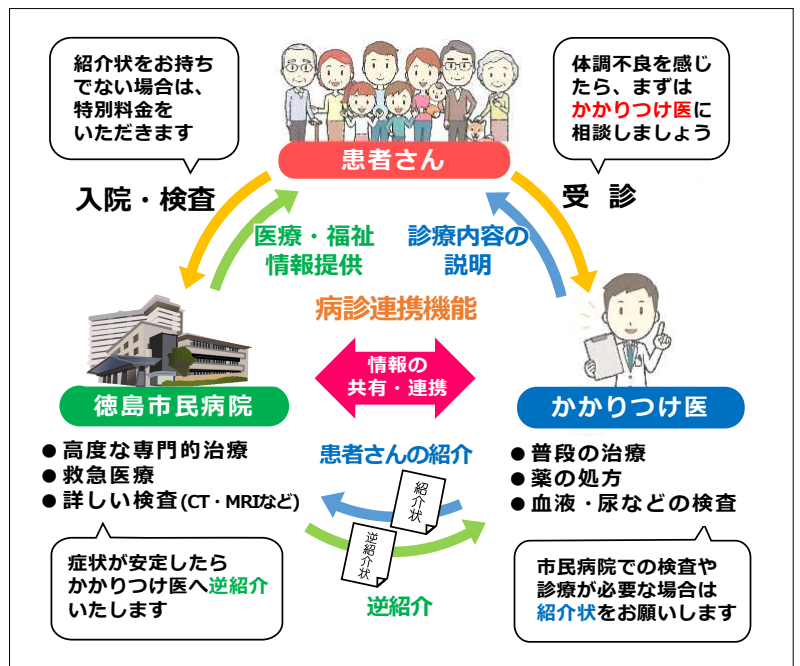 紹介状をお持ち
でない場合は、
特別料金を
いただきます
体調不良を感じ
たら、まずは
かかりつけ医に
相談しましょう
患者さん
入院・検査
受 診
医療・福祉
情報提供
診療内容の
説明
病診連携機能
情報の
共有・連携
徳島市民病院
かかりつけ医
●高度な専門的治療
●救急医療
●詳しい検査(CT・MRIなど)
患者さんの紹介
紹介状
逆紹介状
逆紹介
●普段の治療
●薬の処方
●血液・尿などの検査
症状が安定したら
かかりつけ医へ逆紹介
いたします
市民病院での検査や
診療が必要な場合は
紹介状をお願いします